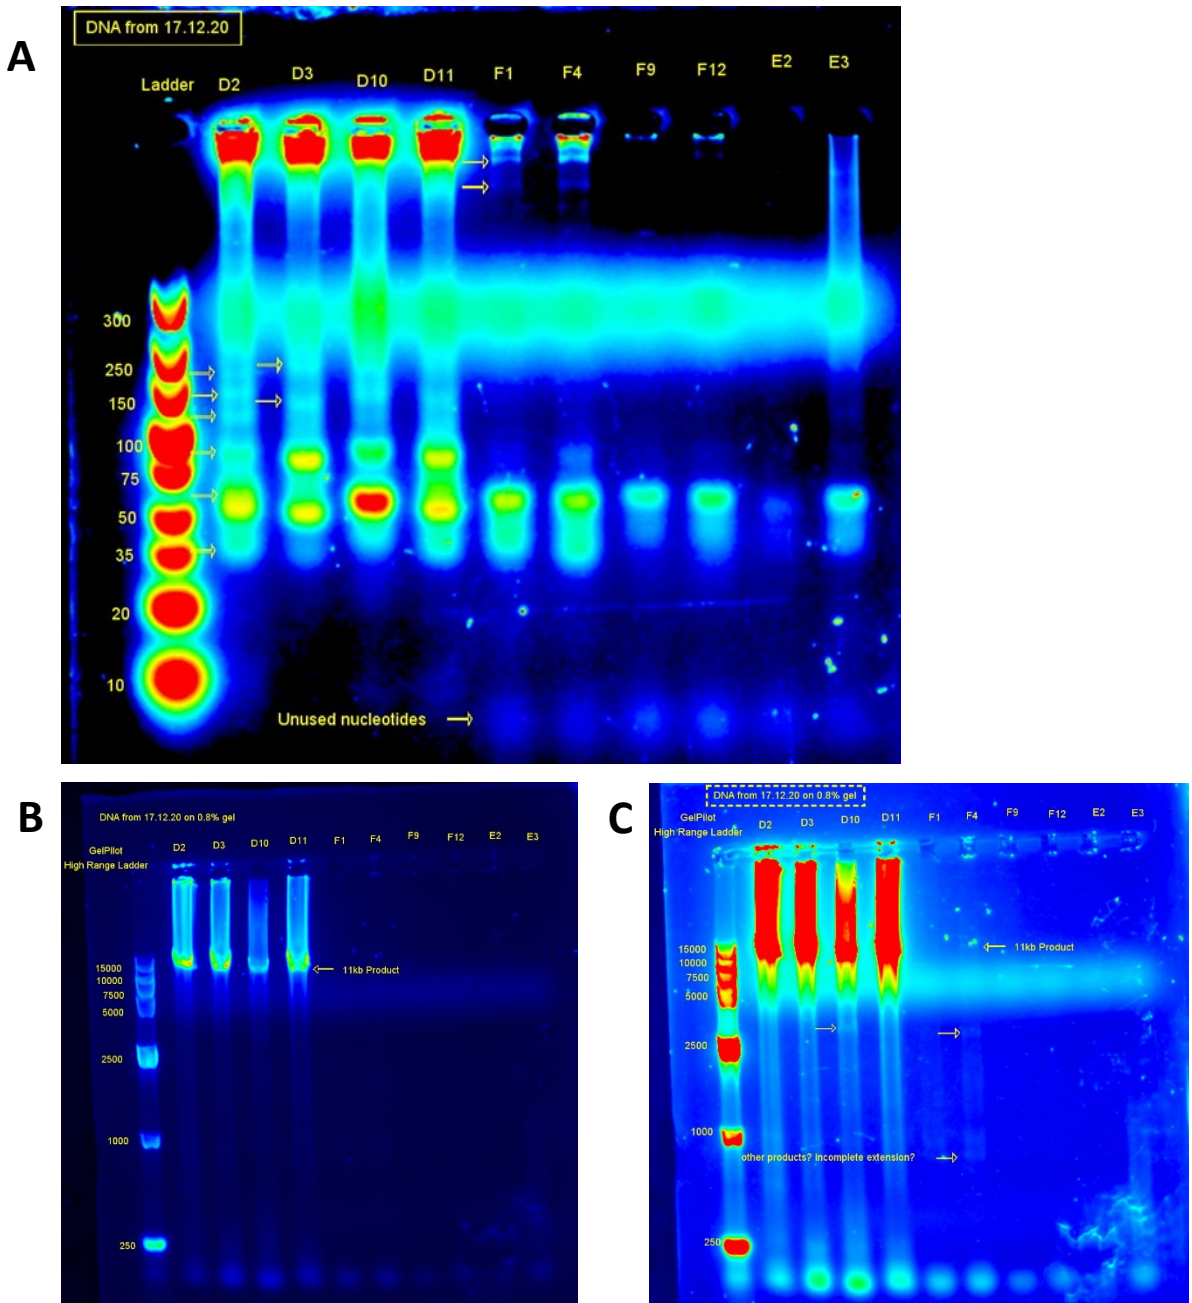 A
DNA from 17.12.20
Ladder D2 D3 D10 D11 F1 F4 F9 F12 E2 E3
300
250
150
100
75
50
35
20
10
Unused nucleotides
B
DNA from 17.12.20 on 0.8% gel
GelPilot
High Range Ladder
D2 D3 D10 D11 F1 F4 F9 F12 E2 E3
11kb Product
15000
10000
7500
5000
2500
1000
250
C
DNA from 17.12.20 on 0.8% gel
GelPilot
High Range Ladder
D2 D3 D10 D11 F1 F4 F9 F12 E2 E3
11kb Product
15000
10000
7500
5000
2500
1000
other products? incomplete extension?
250